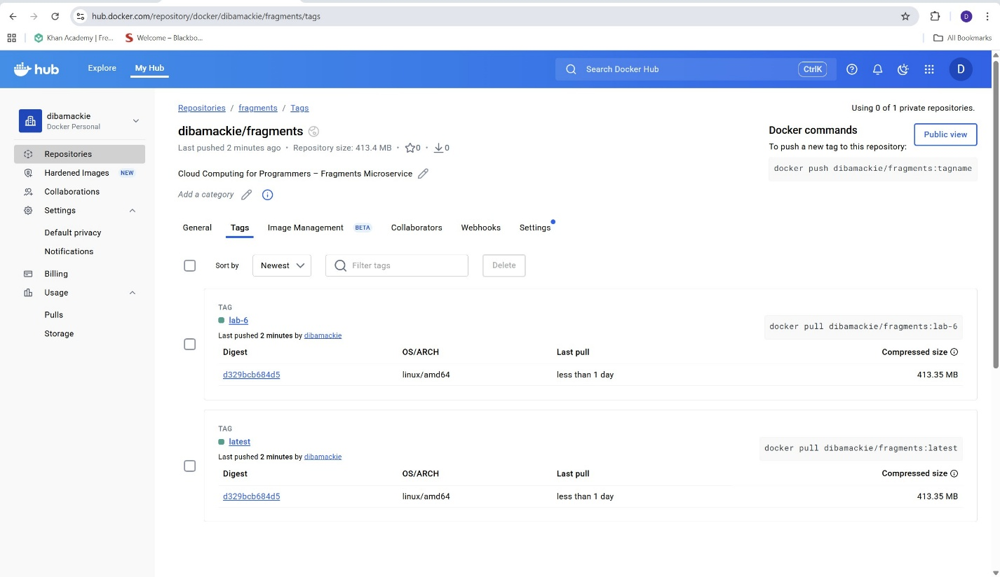 hub.docker.com/repository/docker/dibamackie/fragments/tags
D
Khan Academy | Fre...
Welcome – Blackbo...
All Bookmarks
hub
Explore
My Hub
Search Docker Hub
CtrlK
D
dibamackie
Docker Personal
Repositories
Hardened Images NEW
Collaborations
Settings
Default privacy
Notifications
Billing
Usage
Pulls
Storage
Repositories / fragments / Tags
Using 0 of 1 private repositories.
dibamackie/fragments
Last pushed 2 minutes ago • Repository size: 413.4 MB • 0 • 0
Cloud Computing for Programmers – Fragments Microservice
Add a category
Docker commands
Public view
To push a new tag to this repository:
docker push dibamackie/fragments:tagname
General Tags Image Management BETA Collaborators Webhooks Settings
Sort by Newest Filter tags Delete
TAG
lab-6
docker pull dibamackie/fragments:lab-6
Last pushed 2 minutes by dibamackie
Digest OS/ARCH Last pull Compressed size
d329bcb684d5 linux/amd64 less than 1 day 413.35 MB
TAG
latest
docker pull dibamackie/fragments:latest
Last pushed 2 minutes by dibamackie
Digest OS/ARCH Last pull Compressed size
d329bcb684d5 linux/amd64 less than 1 day 413.35 MB